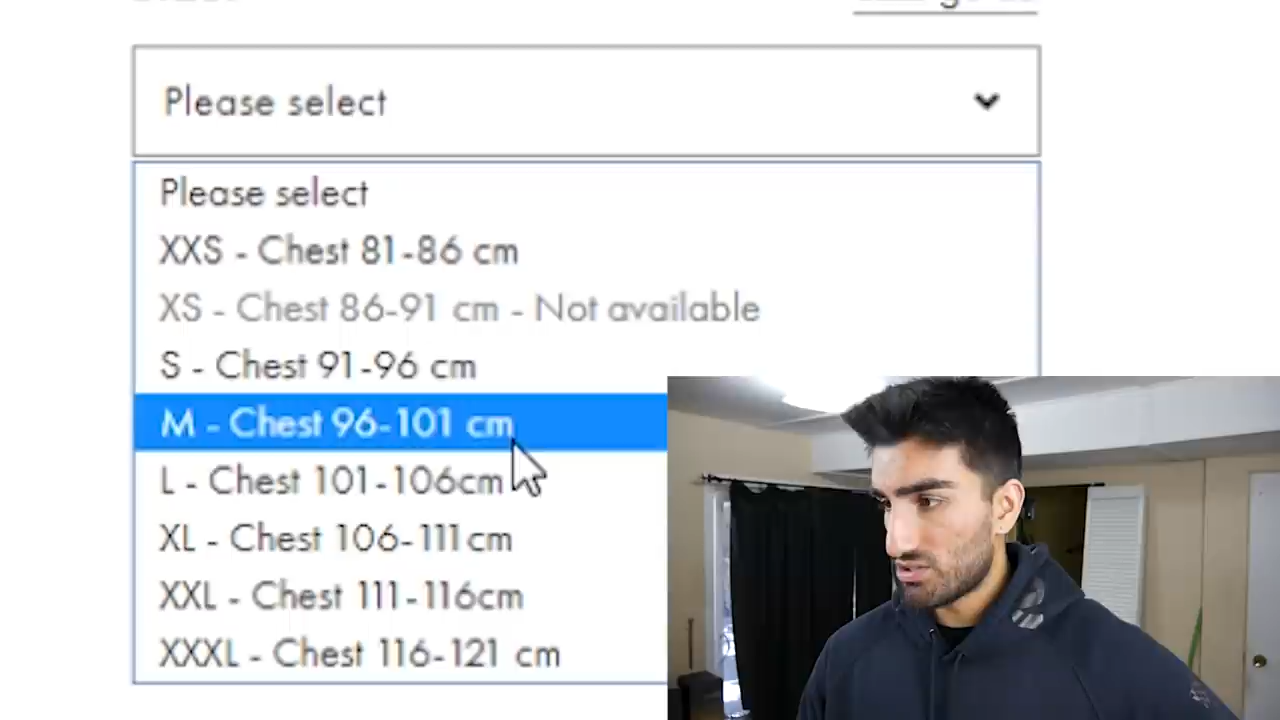 Please select
Please select
XXS - Chest 81-86 cm
XS - Chest 86-91 cm - Not available
S - Chest 91-96 cm
M - Chest 96-101 cm
L - Chest 101-106cm
XL - Chest 106-111cm
XXL - Chest 111-116cm
XXXL - Chest 116-121 cm